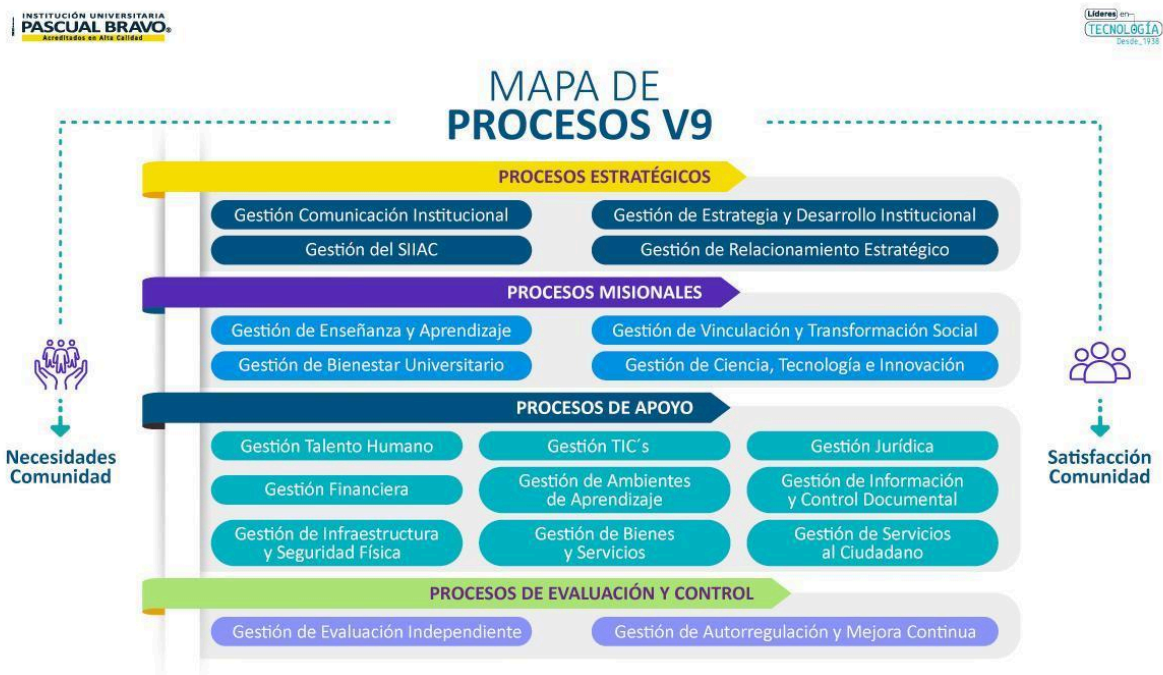 INSTITUCIÓN UNIVERSITARIA
PASCUAL BRAVO®
Acreditados en Alta Calidad
Líderes en
TECNOLOGÍA
Desde_1938
MAPA DE
PROCESOS V9
PROCESOS ESTRATÉGICOS
Gestión Comunicación Institucional
Gestión de Estrategia y Desarrollo Institucional
Gestión del SIIAC
Gestión de Relacionamiento Estratégico
PROCESOS MISIONALES
Gestión de Enseñanza y Aprendizaje
Gestión de Vinculación y Transformación Social
Gestión de Bienestar Universitario
Gestión de Ciencia, Tecnología e Innovación
PROCESOS DE APOYO
Gestión Talento Humano
Gestión TIC´s
Gestión Jurídica
Gestión Financiera
Gestión de Ambientes
de Aprendizaje
Gestión de Información
y Control Documental
Gestión de Infraestructura
y Seguridad Física
Gestión de Bienes
y Servicios
Gestión de Servicios
al Ciudadano
PROCESOS DE EVALUACIÓN Y CONTROL
Gestión de Evaluación Independiente
Gestión de Autorregulación y Mejora Continua
Necesidades
Comunidad
Satisfacción
Comunidad